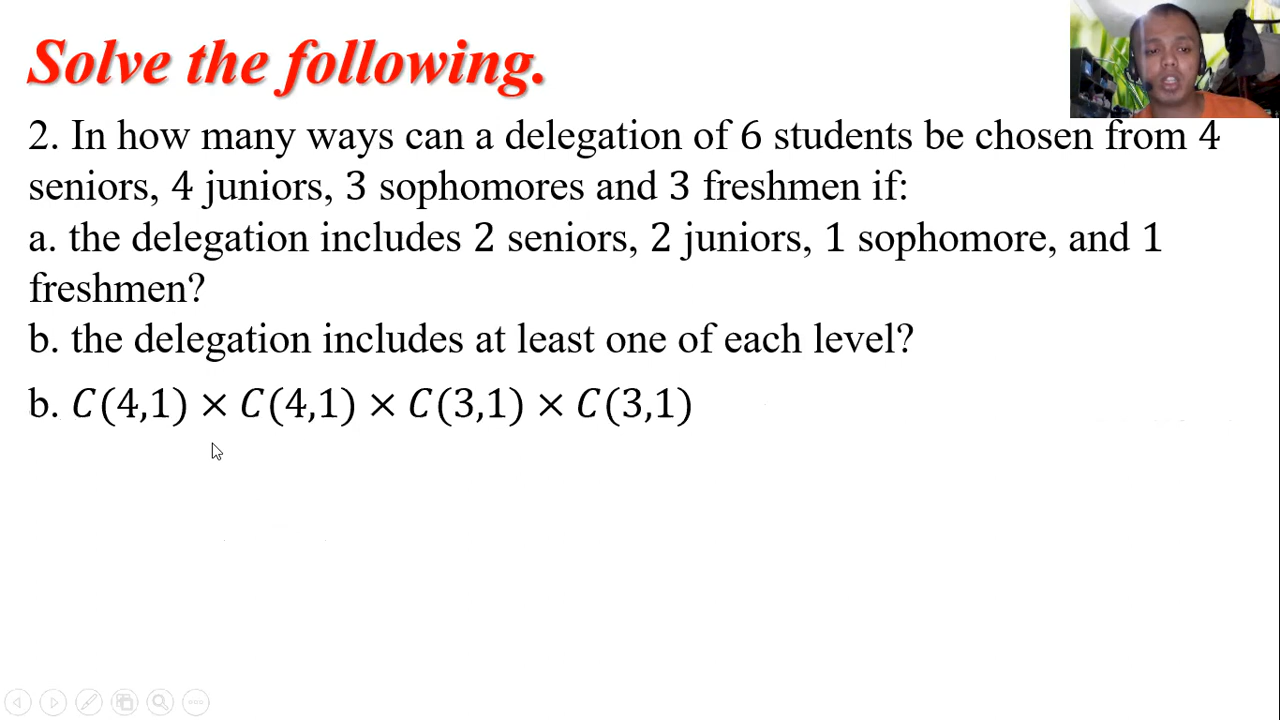 Solve the following.
2. In how many ways can a delegation of 6 students be chosen from 4
seniors, 4 juniors, 3 sophomores and 3 freshmen if:
a. the delegation includes 2 seniors, 2 juniors, 1 sophomore, and 1
freshmen?
b. the delegation includes at least one of each level?
b. C(4,1) × C(4,1) × C(3,1) × C(3,1)